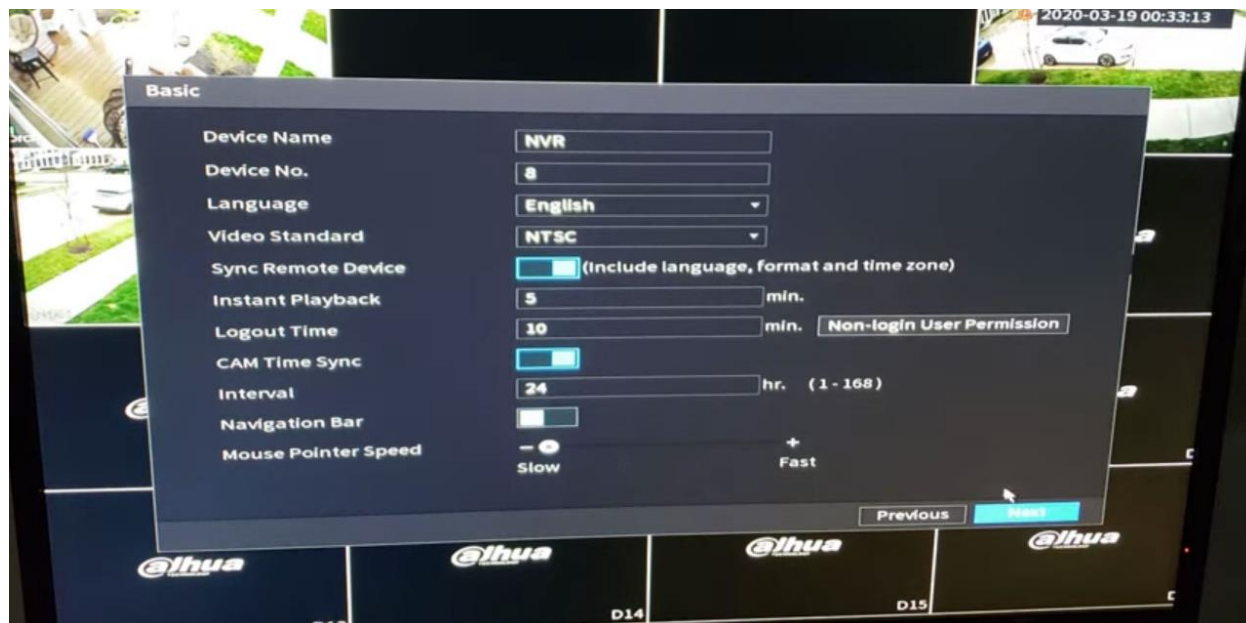 2020-03-19 00:33:13
Basic
Device Name NVR
Device No. 8
Language English
Video Standard NTSC
Sync Remote Device (Include language, format and time zone)
Instant Playback 5 min.
Logout Time 10 min. Non-login User Permission
CAM Time Sync
Interval 24 hr. (1-168)
Navigation Bar
Mouse Pointer Speed - +
Slow Fast
Previous Next
alhua alhua alhua alhua
TECHNOLOGY
D14 D15